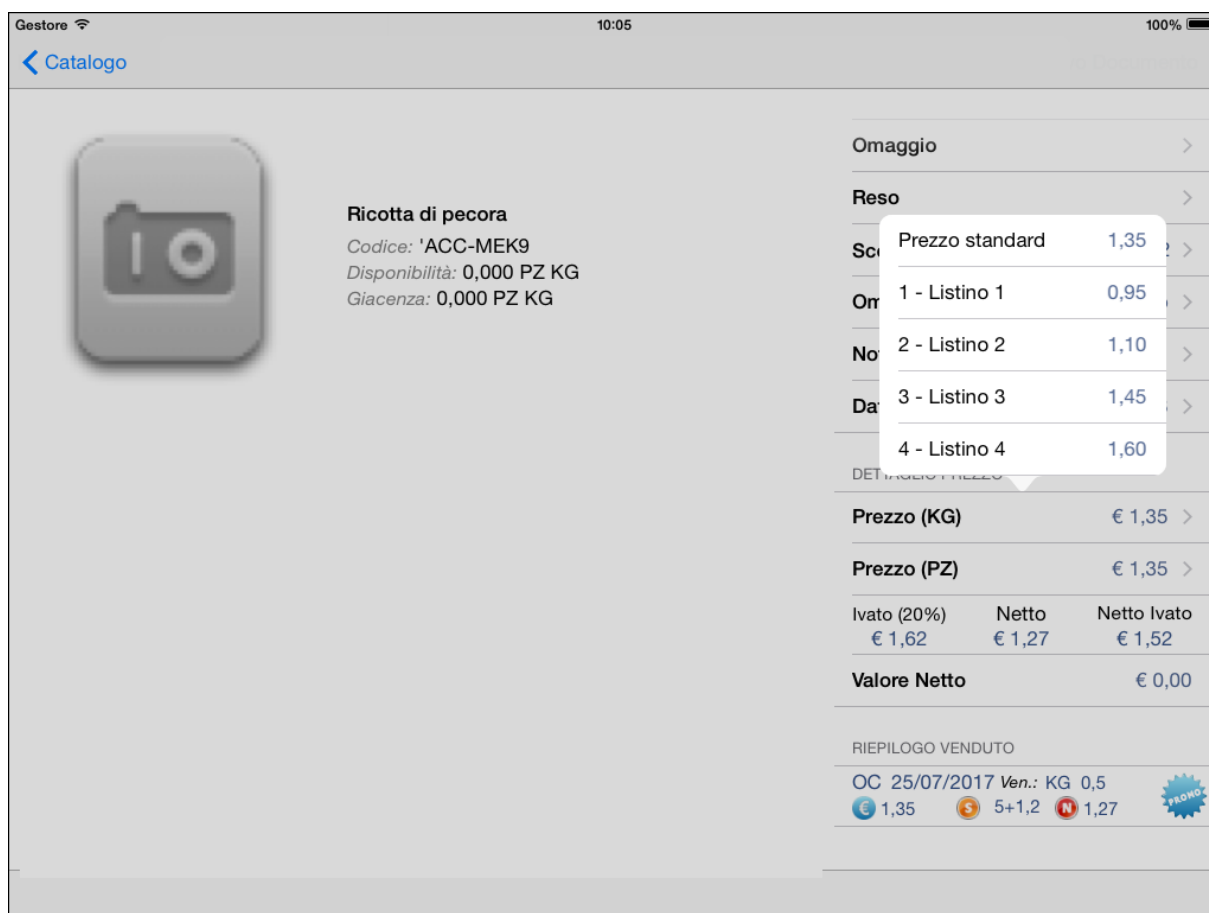 Gestore
10:05
100%
Catalogo
Ricotta di pecora
Codice: 'ACC-MEK9
Disponibilità: 0,000 PZ KG
Giacenza: 0,000 PZ KG
Omaggio
Reso
Prezzo standard 1,35
1 - Listino 1 0,95
2 - Listino 2 1,10
3 - Listino 3 1,45
4 - Listino 4 1,60
Prezzo (KG) € 1,35
Prezzo (PZ) € 1,35
Ivato (20%) Netto Netto Ivato
€ 1,62 € 1,27 € 1,52
Valore Netto € 0,00
RIEPILOGO VENDUTO
OC 25/07/2017 Ven.: KG 0,5
€ 1,35 S 5+1,2 N 1,27
PROMO